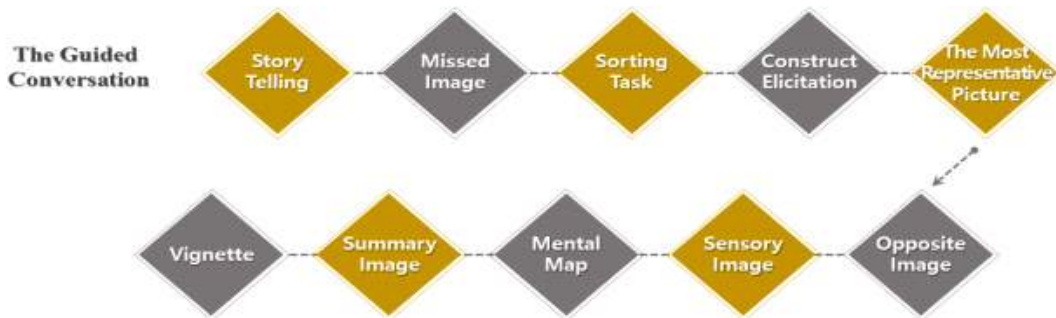 The Guided
Conversation
Story
Telling
Missed
Image
Sorting
Task
Construct
Elicitation
The Most
Representative
Picture
Vignette
Summary
Image
Mental
Map
Sensory
Image
Opposite
Image